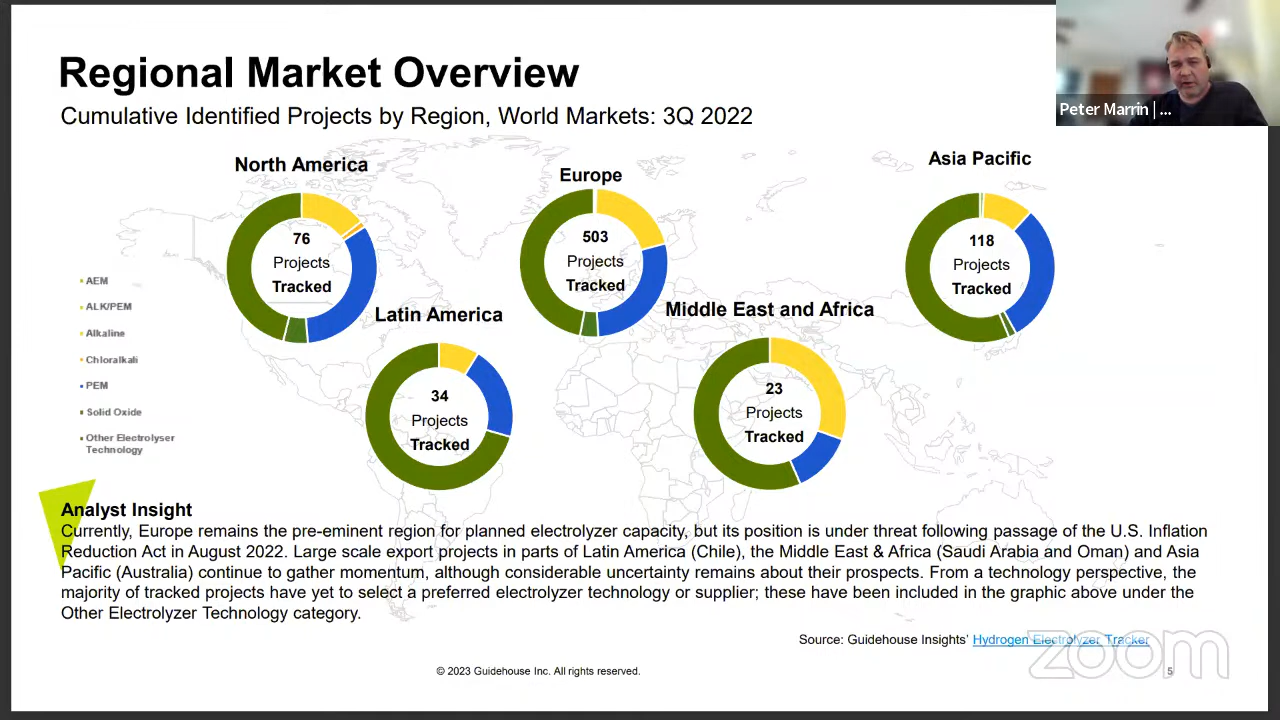 Regional Market Overview
Cumulative Identified Projects by Region, World Markets: 3Q 2022
Peter Marrin | ...
North America
76
Projects
Tracked
Europe
503
Projects
Tracked
Asia Pacific
118
Projects
Tracked
Latin America
34
Projects
Tracked
Middle East and Africa
23
Projects
Tracked
AEM
ALK/PEM
Alkaline
Chloralkali
PEM
Solid Oxide
Other Electrolyser
Technology
Analyst Insight
Currently, Europe remains the pre-eminent region for planned electrolyzer capacity, but its position is under threat following passage of the U.S. Inflation
Reduction Act in August 2022. Large scale export projects in parts of Latin America (Chile), the Middle East & Africa (Saudi Arabia and Oman) and Asia
Pacific (Australia) continue to gather momentum, although considerable uncertainty remains about their prospects. From a technology perspective, the
majority of tracked projects have yet to select a preferred electrolyzer technology or supplier; these have been included in the graphic above under the
Other Electrolyzer Technology category.
Source: Guidehouse Insights' Hydrogen Electrolyzer Tracker
zoom
© 2023 Guidehouse Inc. All rights reserved.
5